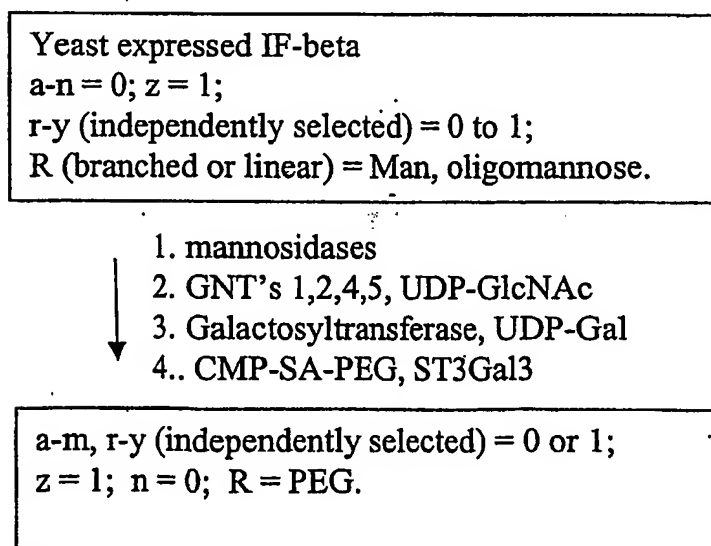 Yeast expressed IF-beta
a-n = 0; z = 1;
r-y (independently selected) = 0 to 1;
R (branched or linear) = Man, oligomannose.
1. mannosidases
2. GNT's 1,2,4,5, UDP-GlcNAc
3. Galactosyltransferase, UDP-Gal
4.. CMP-SA-PEG, ST3Gal3
a-m, r-y (independently selected) = 0 or 1;
z = 1; n = 0; R = PEG.